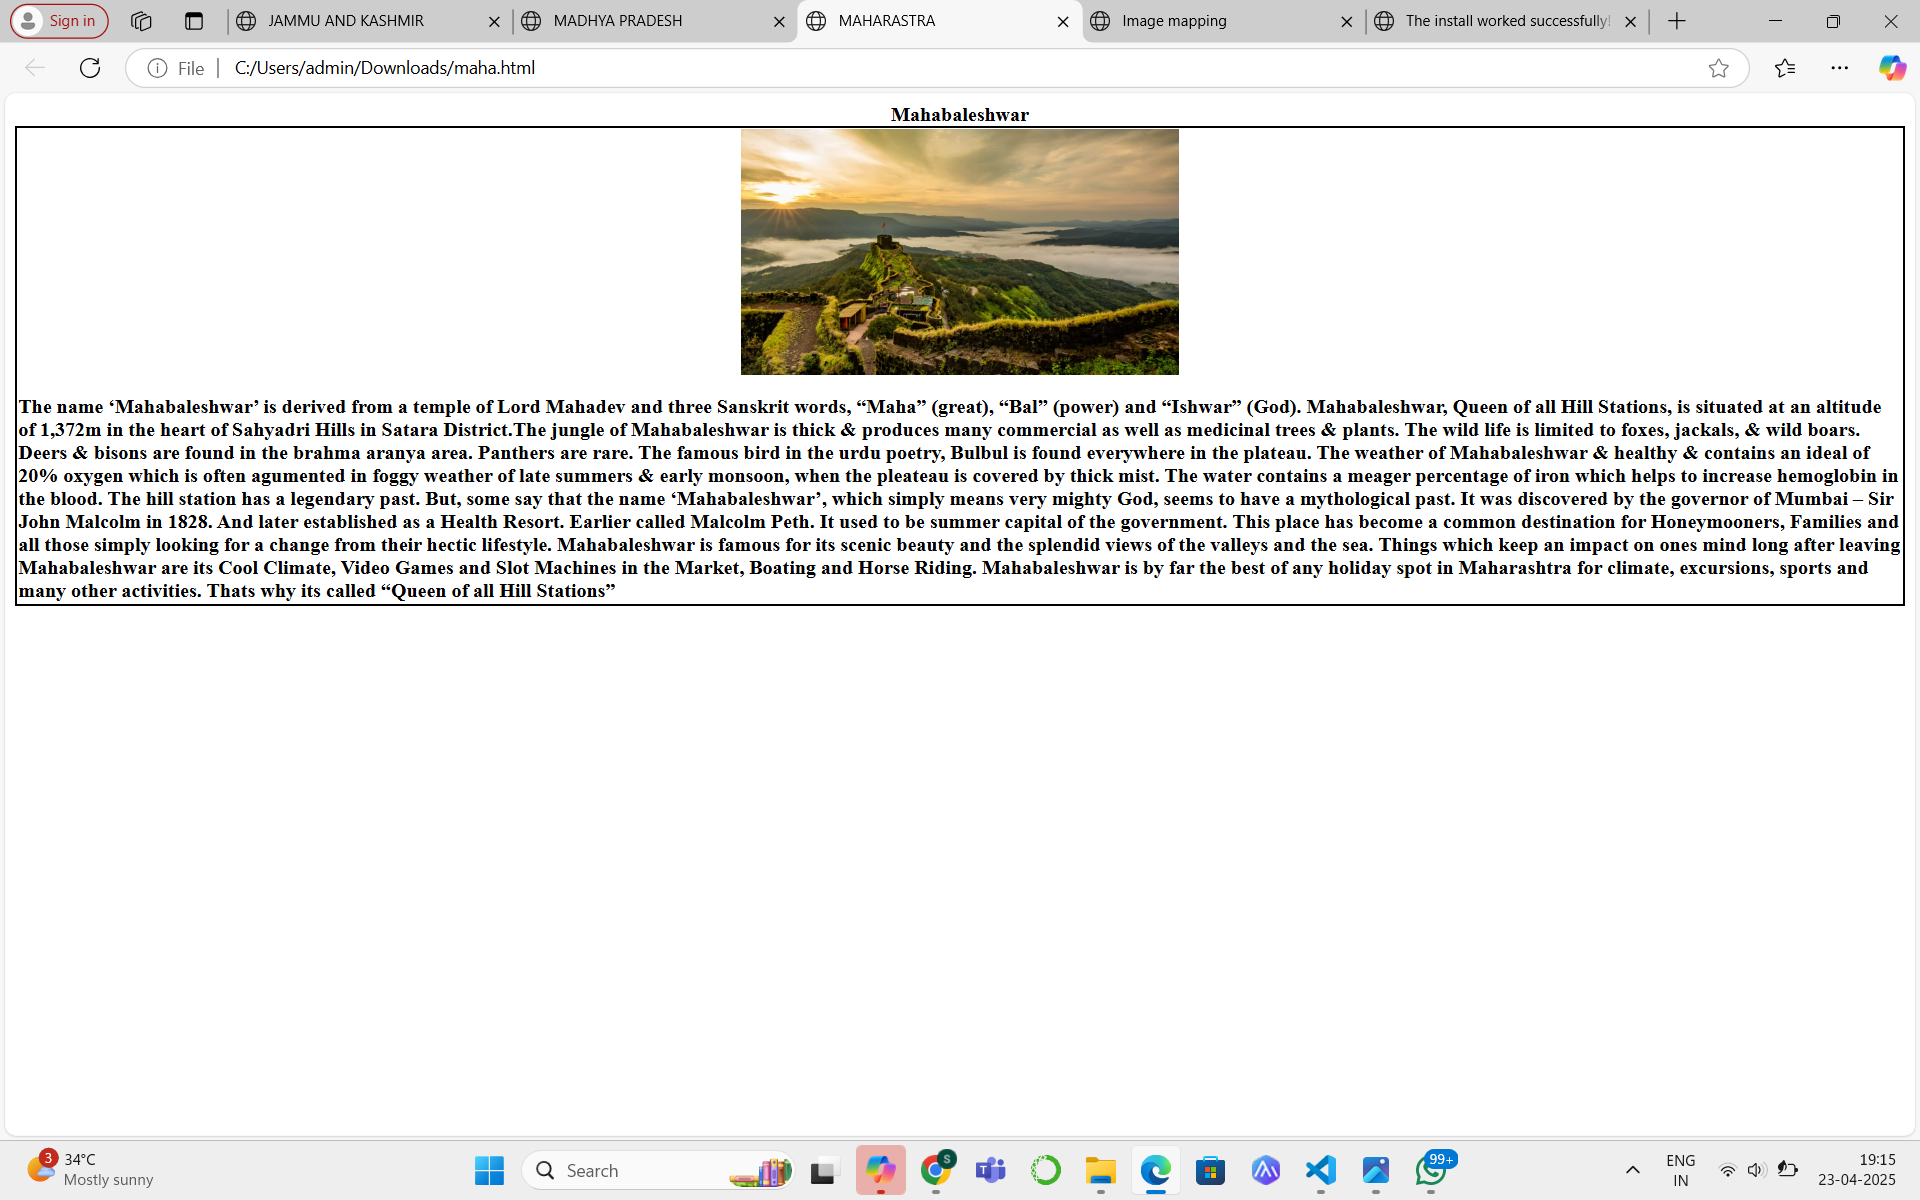 Sign in
JAMMU AND KASHMIR
MADHYA PRADESH
MAHARASTRA
Image mapping
The install worked successfully!
File
C:/Users/admin/Downloads/maha.html
Mahabaleshwar
The name ‘Mahabaleshwar’ is derived from a temple of Lord Mahadev and three Sanskrit words, “Maha” (great), “Bal” (power) and “Ishwar” (God). Mahabaleshwar, Queen of all Hill Stations, is situated at an altitude
of 1,372m in the heart of Sahyadri Hills in Satara District.The jungle of Mahabaleshwar is thick & produces many commercial as well as medicinal trees & plants. The wild life is limited to foxes, jackals, & wild boars.
Deers & bisons are found in the brahma aranya area. Panthers are rare. The famous bird in the urdu poetry, Bulbul is found everywhere in the plateau. The weather of Mahabaleshwar & healthy & contains an ideal of
20% oxygen which is often agumented in foggy weather of late summers & early monsoon, when the pleateau is covered by thick mist. The water contains a meager percentage of iron which helps to increase hemoglobin in
the blood. The hill station has a legendary past. But, some say that the name ‘Mahabaleshwar’, which simply means very mighty God, seems to have a mythological past. It was discovered by the governor of Mumbai – Sir
John Malcolm in 1828. And later established as a Health Resort. Earlier called Malcolm Peth. It used to be summer capital of the government. This place has become a common destination for Honeymooners, Families and
all those simply looking for a change from their hectic lifestyle. Mahabaleshwar is famous for its scenic beauty and the splendid views of the valleys and the sea. Things which keep an impact on ones mind long after leaving
Mahabaleshwar are its Cool Climate, Video Games and Slot Machines in the Market, Boating and Horse Riding. Mahabaleshwar is by far the best of any holiday spot in Maharashtra for climate, excursions, sports and
many other activities. Thats why its called “Queen of all Hill Stations”
3
34°C
Mostly sunny
Search
S
99+
ENG
IN
19:15
23-04-2025